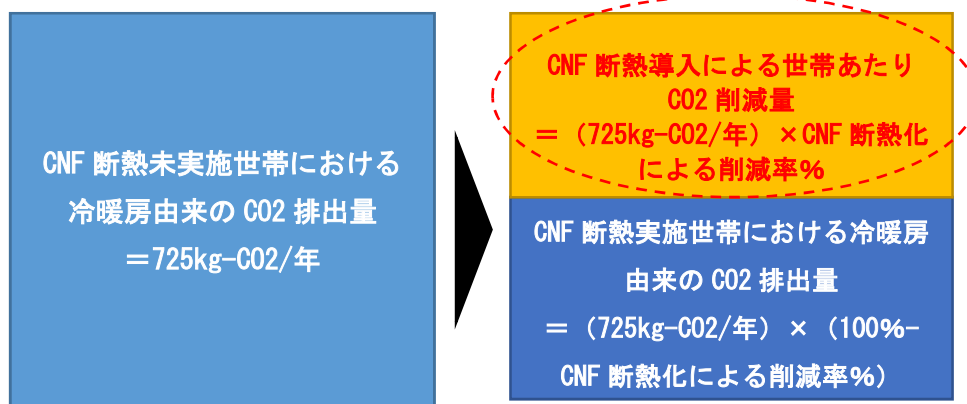 CNF 断熱未実施世帯における
冷暖房由来の CO2 排出量
＝725kg-CO2/年
CNF 断熱導入による世帯あたり
CO2 削減量
＝（725kg-CO2/年）×CNF 断熱化
による削減率%
CNF 断熱実施世帯における冷暖房
由来の CO2 排出量
＝（725kg-CO2/年）×（100%-
CNF 断熱化による削減率%）